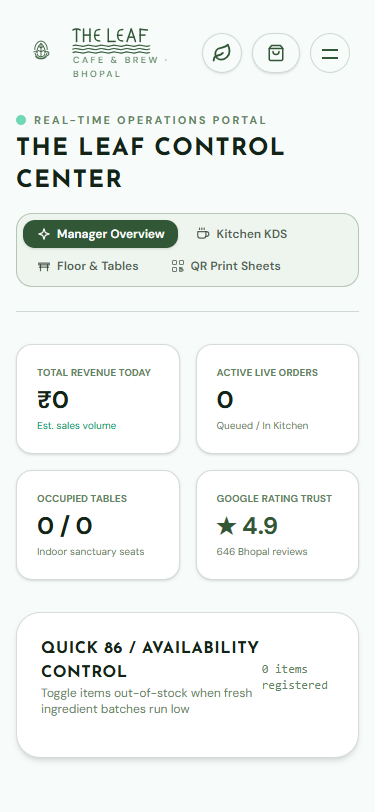 THE LEAF
CAFE & BREW ·
BHOPAL
REAL-TIME OPERATIONS PORTAL
THE LEAF CONTROL
CENTER
Manager Overview
Kitchen KDS
Floor & Tables
QR Print Sheets
TOTAL REVENUE TODAY
₹0
Est. sales volume
ACTIVE LIVE ORDERS
0
Queued / In Kitchen
OCCUPIED TABLES
0 / 0
Indoor sanctuary seats
GOOGLE RATING TRUST
★ 4.9
646 Bhopal reviews
QUICK 86 / AVAILABILITY
CONTROL
Toggle items out-of-stock when fresh
ingredient batches run low
0 items
registered